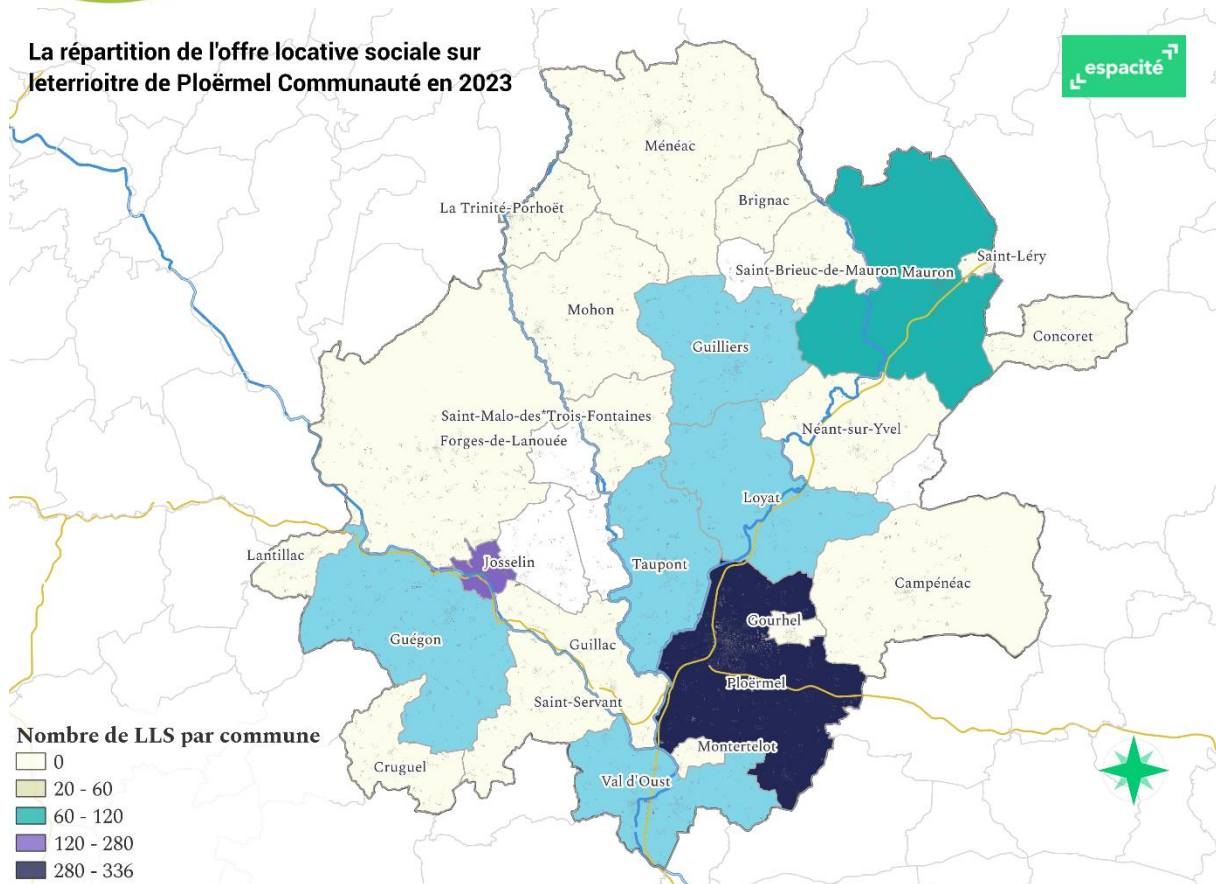 La répartition de l'offre locative sociale sur
leterrioitre de Ploërmel Communauté en 2023
espacité
Ménéac
Brignac
La Trinité-Porhoët
Saint-Brieuc-de-Mauron
Mauron
Saint-Léry
Mohon
Concoret
Guilliers
Saint-Malo-des-Trois-Fontaines
Néant-sur-Yvel
Forges-de-Lanouée
Loyat
Lantillac
Josselin
Taupont
Campénéac
Gourhel
Guégon
Guillac
Ploërmel
Saint-Servant
Montertelot
Cruguel
Val d'Oust
Nombre de LLS par commune
0
20 - 60
60 - 120
120 - 280
280 - 336